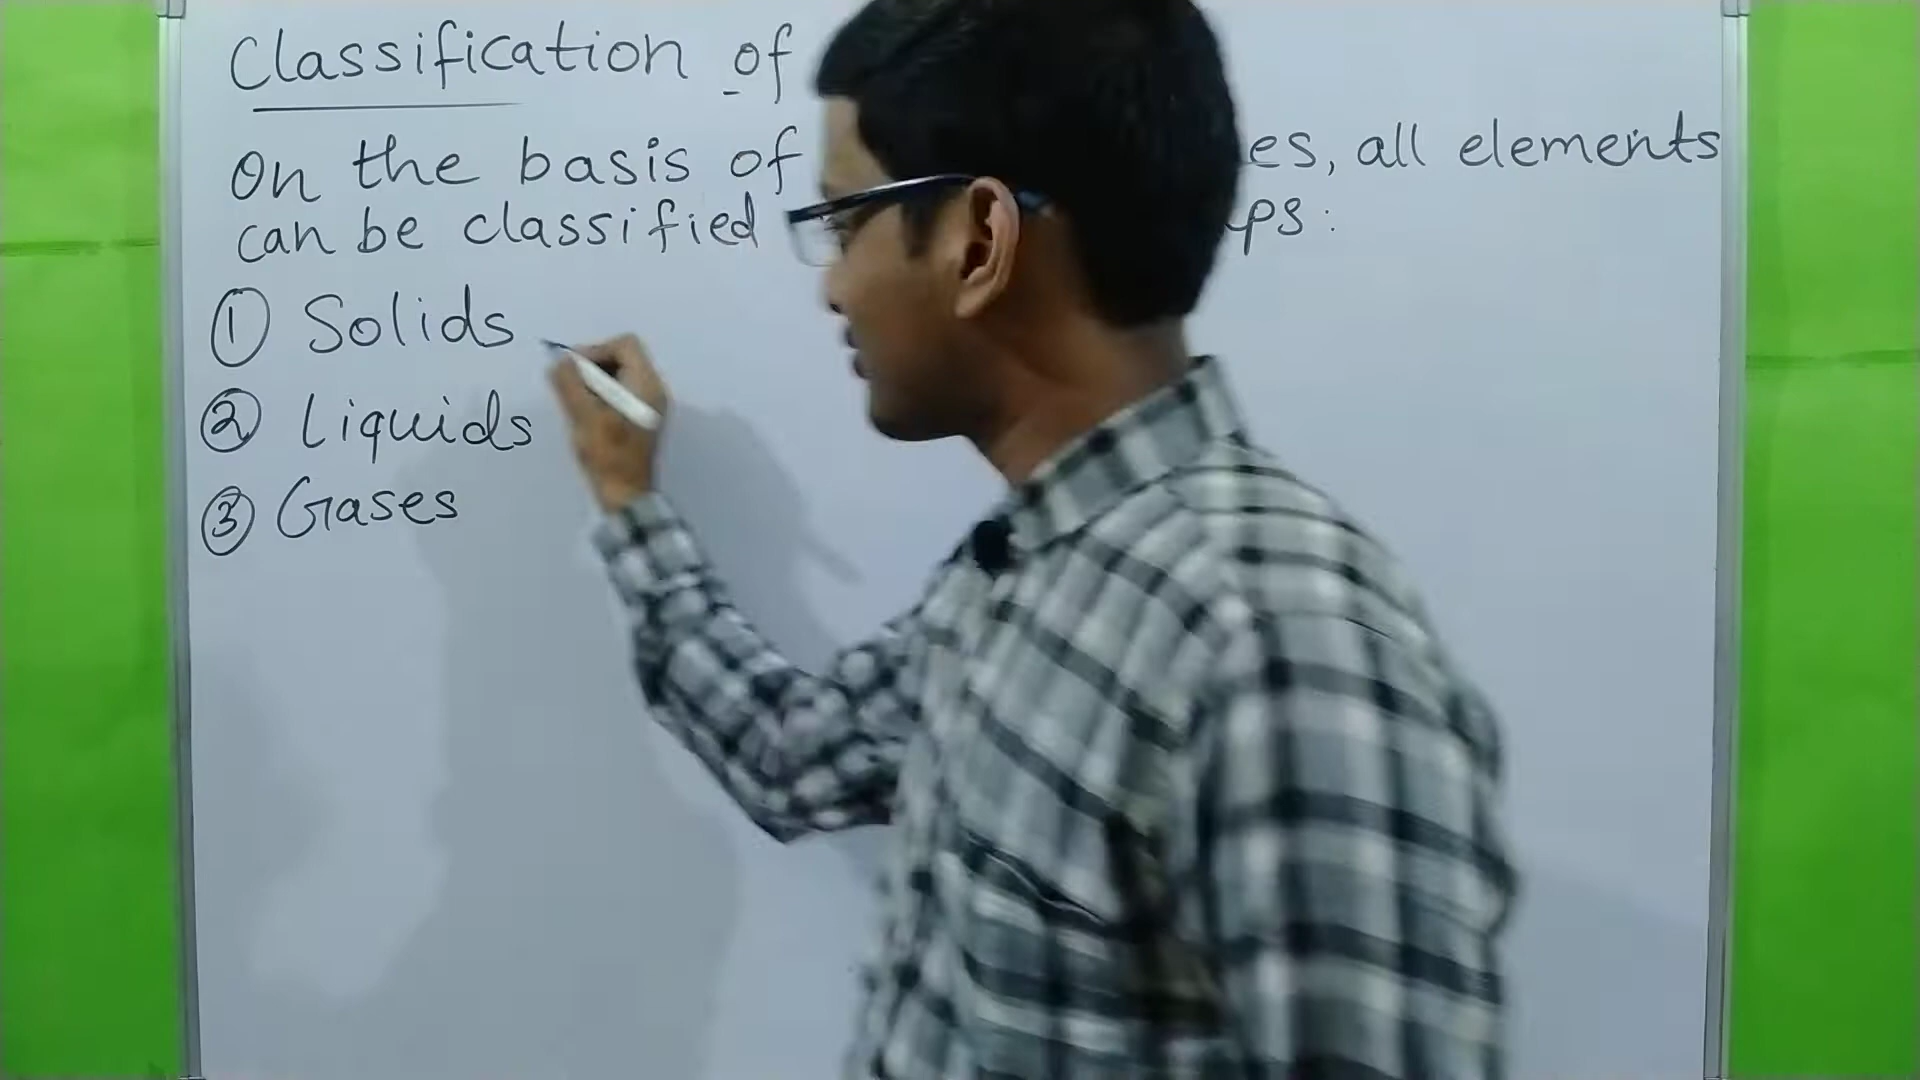 Classification of
On the basis of es, all elements
can be classified ps:
① Solids
② Liquids
③ Gases